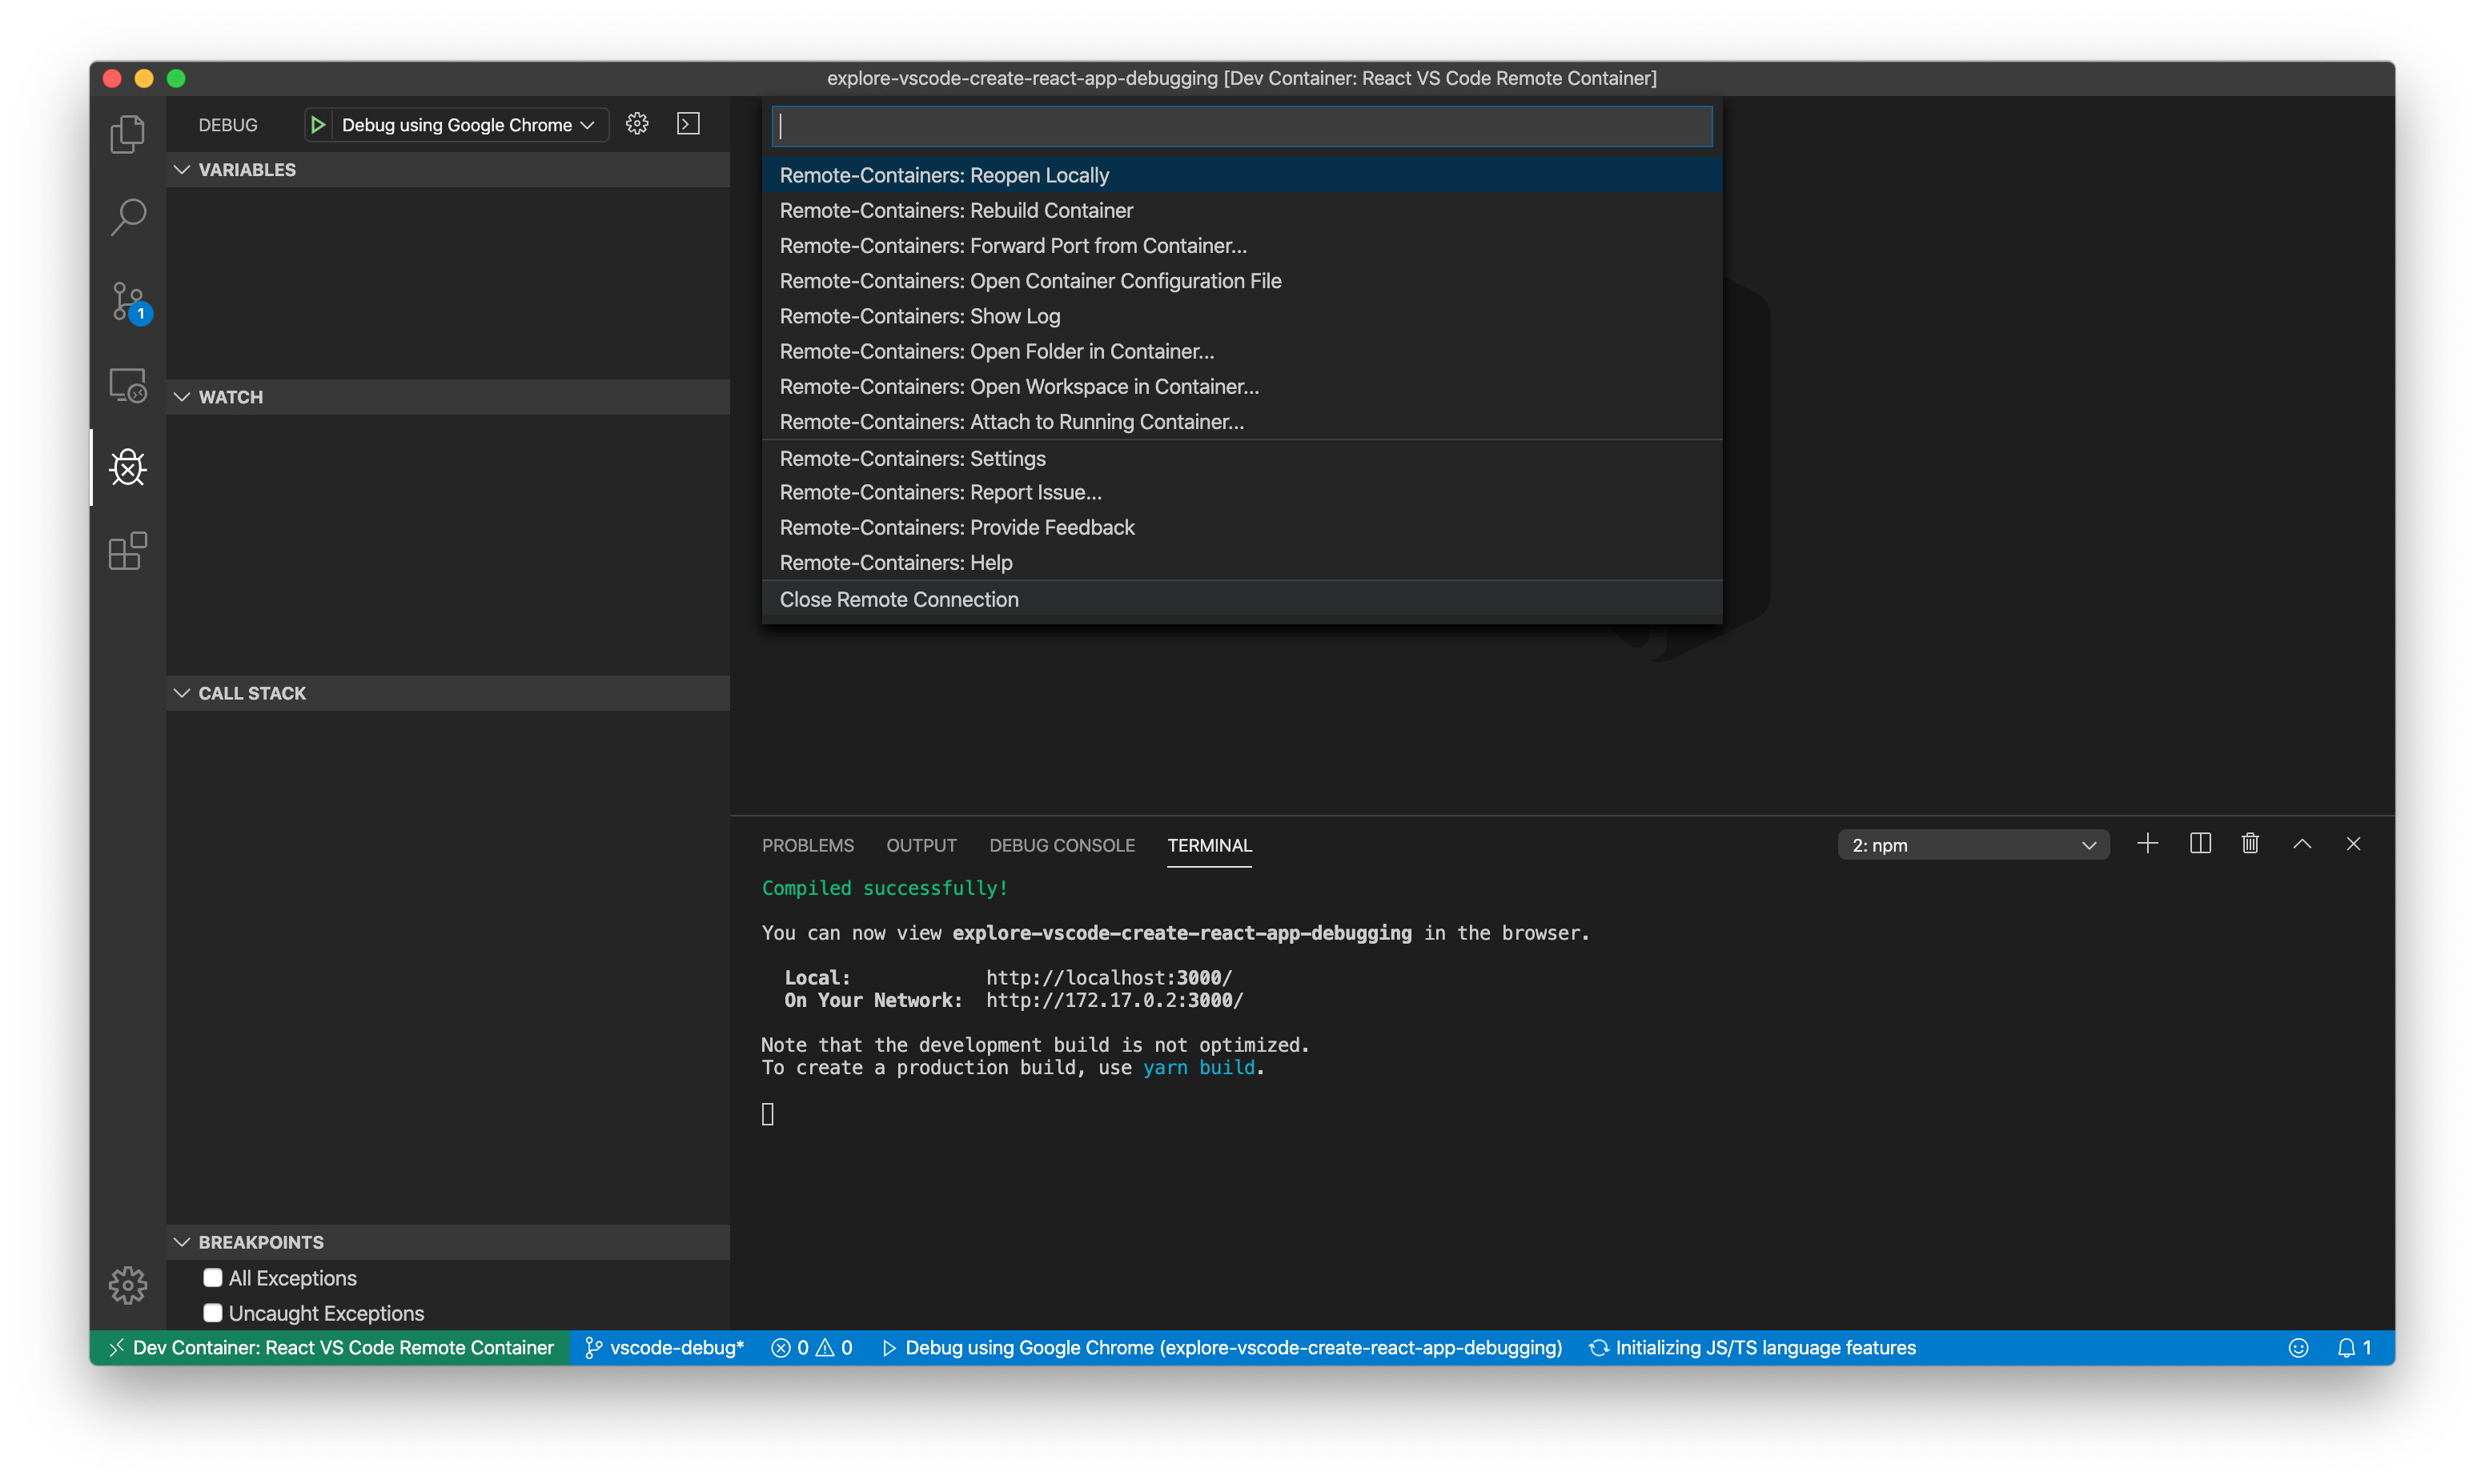 explore-vscode-create-react-app-debugging [Dev Container: React VS Code Remote Container]
DEBUG
Debug using Google Chrome
VARIABLES
1
WATCH
CALL STACK
BREAKPOINTS
All Exceptions
Uncaught Exceptions
Remote-Containers: Reopen Locally
Remote-Containers: Rebuild Container
Remote-Containers: Forward Port from Container...
Remote-Containers: Open Container Configuration File
Remote-Containers: Show Log
Remote-Containers: Open Folder in Container...
Remote-Containers: Open Workspace in Container...
Remote-Containers: Attach to Running Container...
Remote-Containers: Settings
Remote-Containers: Report Issue...
Remote-Containers: Provide Feedback
Remote-Containers: Help
Close Remote Connection
PROBLEMS OUTPUT DEBUG CONSOLE TERMINAL 2: npm
Compiled successfully!
You can now view explore-vscode-create-react-app-debugging in the browser.
Local: http://localhost:3000/
On Your Network: http://172.17.0.2:3000/
Note that the development build is not optimized.
To create a production build, use yarn build.
Dev Container: React VS Code Remote Container vscode-debug* 0 0 Debug using Google Chrome (explore-vscode-create-react-app-debugging) Initializing JS/TS language features 1